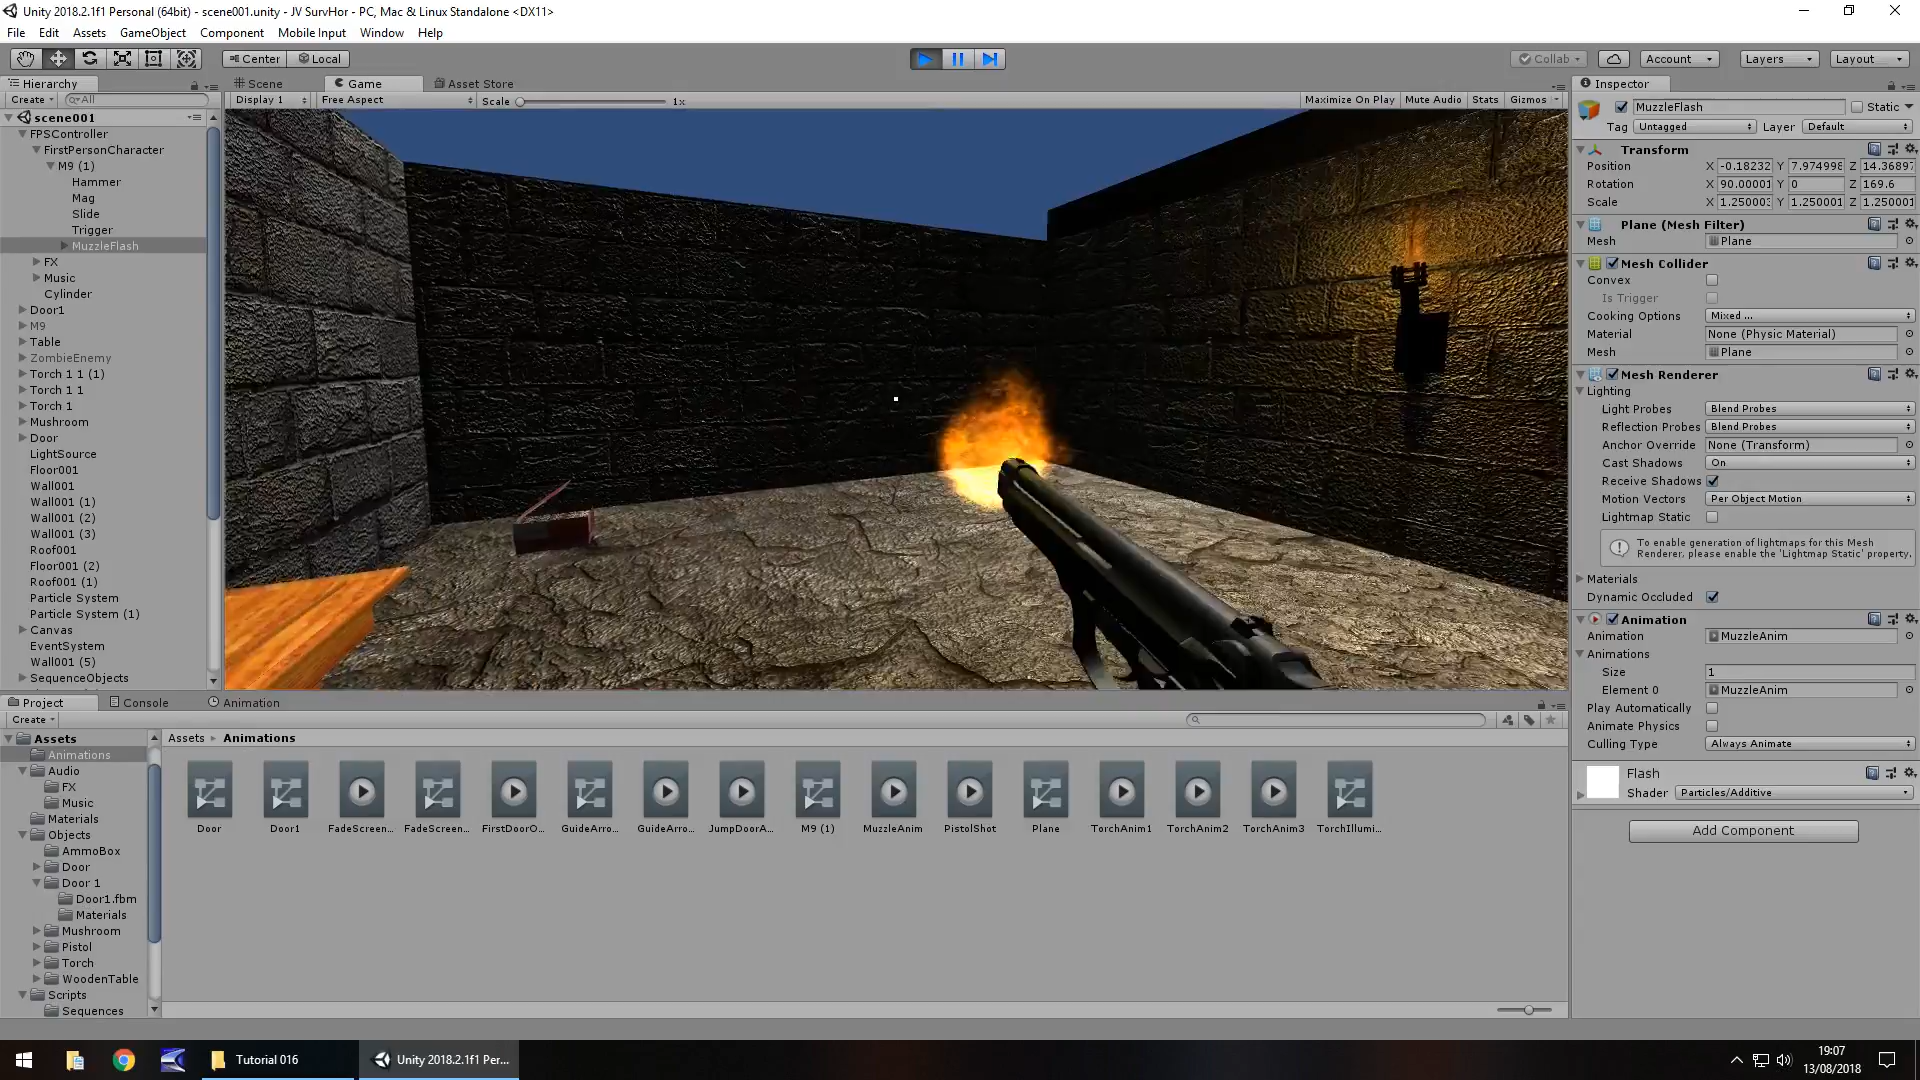 Unity 2018.2.1f1 Personal (64bit) - scene001.unity - JV SurvHor - PC, Mac & Linux Standalone <DX11>
File Edit Assets GameObject Component Mobile Input Window Help
Center Local Collab Account Layers Layout
Hierarchy
Create All
scene001
FPSController
FirstPersonCharacter
M9 (1)
Hammer
Mag
Slide
Trigger
MuzzleFlash
FX
Music
Cylinder
Door1
M9
Table
ZombieEnemy
Torch 1 1 (1)
Torch 1 1
Torch 1
Mushroom
Door
LightSource
Floor001
Wall001
Wall001 (1)
Wall001 (2)
Wall001 (3)
Roof001
Floor001 (2)
Roof001 (1)
Particle System
Particle System (1)
Canvas
EventSystem
Wall001 (5)
SequenceObjects
Scene Game Asset Store
Display 1 Free Aspect Scale 1x Maximize On Play Mute Audio Stats Gizmos
Inspector
MuzzleFlash Static
Tag Untagged Layer Default
Transform
Position X -0.18232 Y 7.974998 Z 14.36897
Rotation X 90.00001 Y 0 Z 169.6
Scale X 1.250003 Y 1.250001 Z 1.250001
Plane (Mesh Filter)
Mesh Plane
Mesh Collider
Convex
Is Trigger
Cooking Options Mixed ...
Material None (Physic Material)
Mesh Plane
Mesh Renderer
Lighting
Light Probes Blend Probes
Reflection Probes Blend Probes
Anchor Override None (Transform)
Cast Shadows On
Receive Shadows
Motion Vectors Per Object Motion
Lightmap Static
To enable generation of lightmaps for this Mesh
Renderer, please enable the 'Lightmap Static' property.
Materials
Dynamic Occluded
Animation
Animation MuzzleAnim
Animations
Size 1
Element 0 MuzzleAnim
Play Automatically
Animate Physics
Culling Type Always Animate
Flash
Shader Particles/Additive
Add Component
Project Console Animation
Create
Assets
Animations
Audio
FX
Music
Materials
Objects
AmmoBox
Door
Door 1
Door1.fbm
Materials
Mushroom
Pistol
Torch
WoodenTable
Scripts
Sequences
Assets Animations
Door Door1 FadeScreen... FadeScreen... FirstDoorO... GuideArro... GuideArro... JumpDoorA... M9 (1) MuzzleAnim PistolShot Plane TorchAnim1 TorchAnim2 TorchAnim3 TorchIllumi...
Tutorial 016 Unity 2018.2.1f1 Per...
19:07
13/08/2018